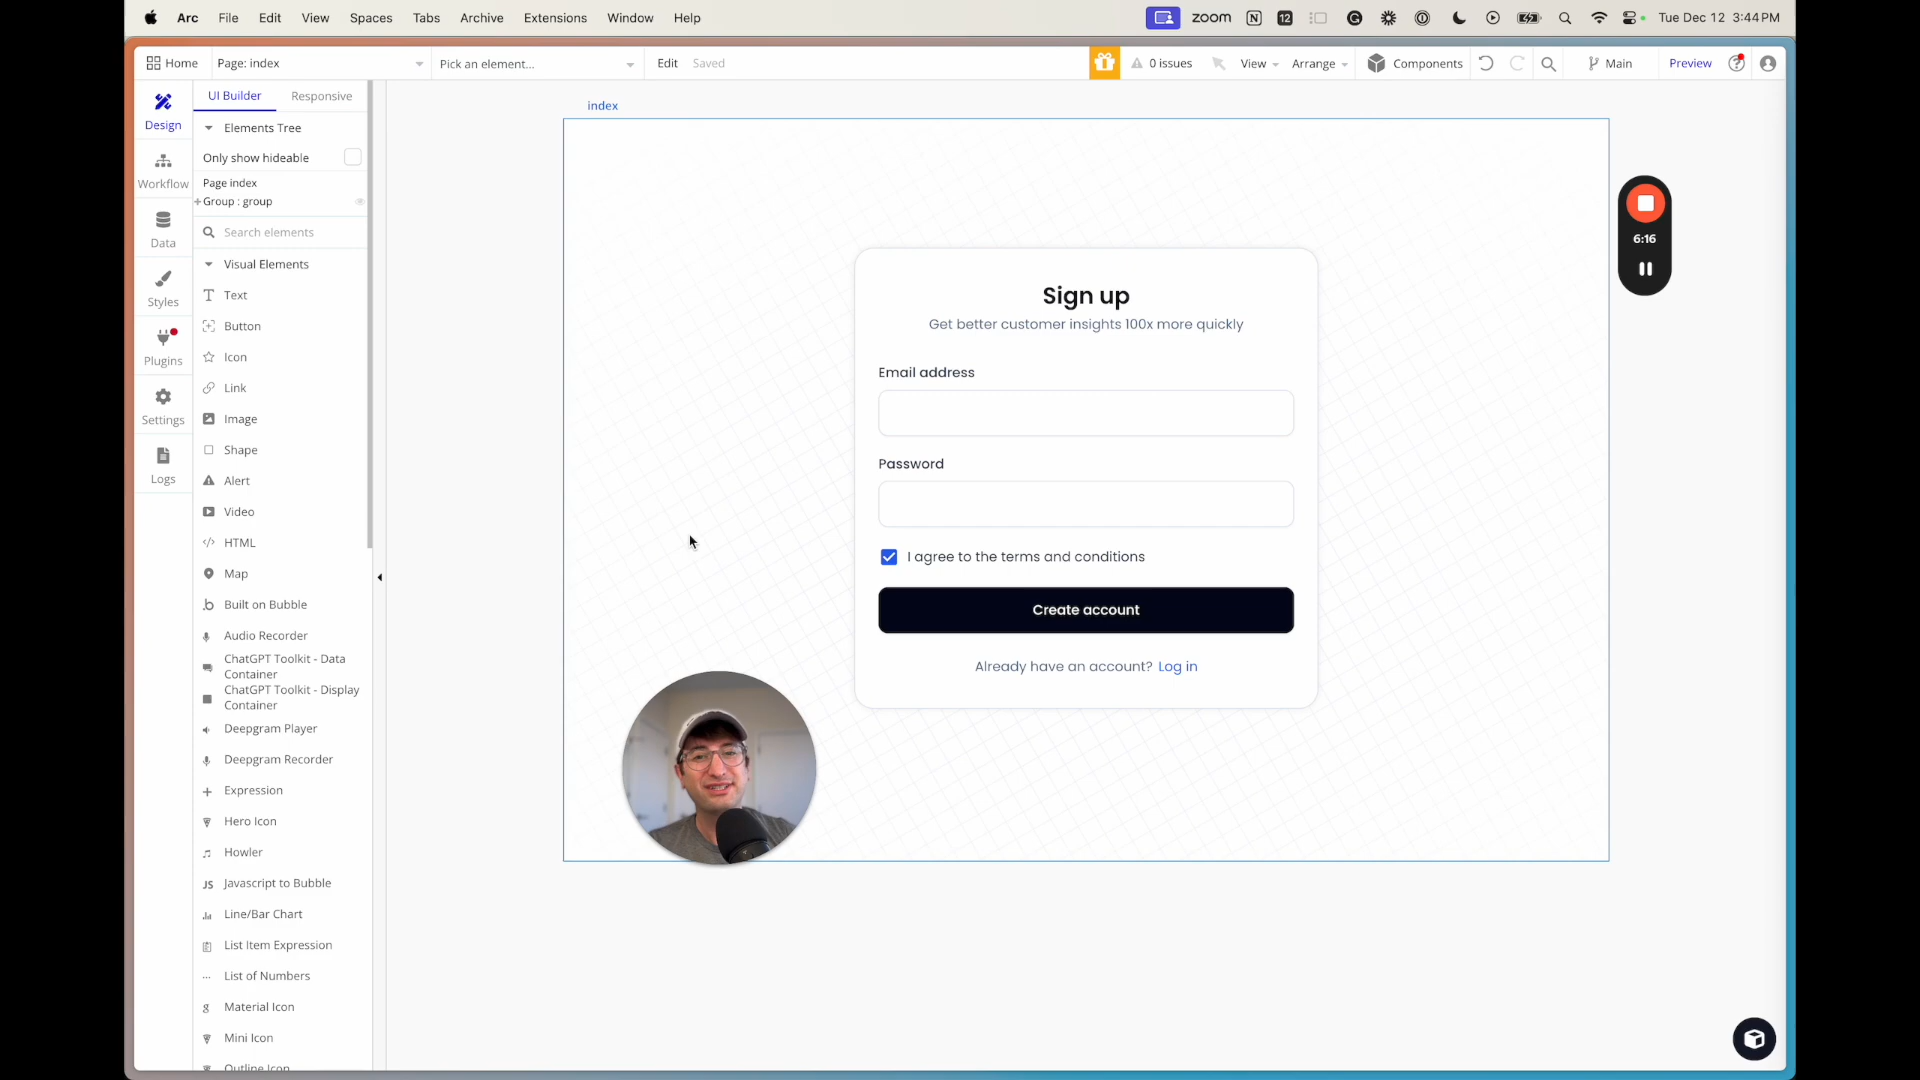 Arc File Edit View Spaces Tabs Archive Extensions Window Help zoom 12 Tue Dec 12 3:44PM
Home Page: index Pick an element... Edit Saved 0 issues View Arrange Components Main Preview
UI Builder Responsive
Design
Workflow
Data
Styles
Plugins
Settings
Logs
Elements Tree
Only show hideable
Page index
Group : group
Search elements
Visual Elements
Text
Button
Icon
Link
Image
Shape
Alert
Video
HTML
Map
Built on Bubble
Audio Recorder
ChatGPT Toolkit - Data
Container
ChatGPT Toolkit - Display
Container
Deepgram Player
Deepgram Recorder
Expression
Hero Icon
Howler
JS Javascript to Bubble
Line/Bar Chart
List Item Expression
List of Numbers
Material Icon
Mini Icon
Outline Icon
index
Sign up
Get better customer insights 100x more quickly
Email address
Password
I agree to the terms and conditions
Create account
Already have an account? Log in
6:16